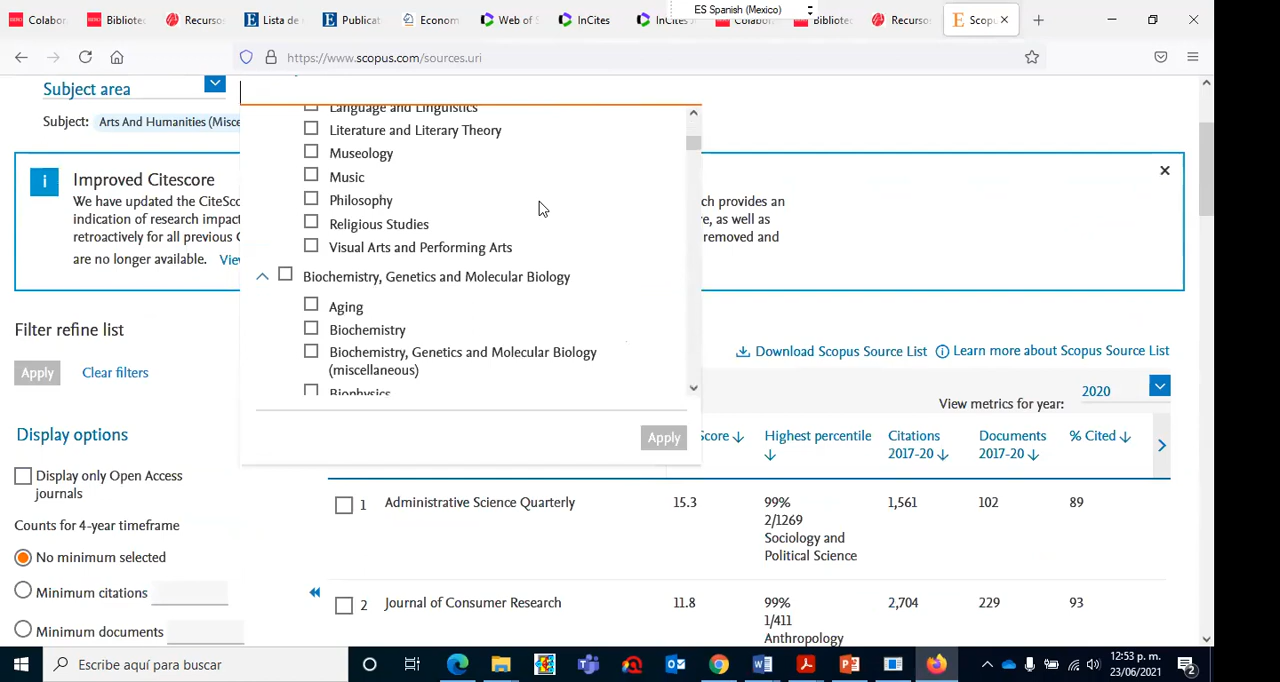 ES Spanish (Mexico)
Colabor
Bibliote
Recurso
Lista de
Publicat
Econom
Web of S
InCites
InCites
Colabor
Bibliote
Recurso
Scopu
https://www.scopus.com/sources.uri
Subject area
Subject: Arts And Humanities (Misce
Language and Linguistics
Literature and Literary Theory
Museology
Music
Philosophy
Religious Studies
Visual Arts and Performing Arts
Biochemistry, Genetics and Molecular Biology
Aging
Biochemistry
Biochemistry, Genetics and Molecular Biology
(miscellaneous)
Biophysics
Apply
Improved Citescore
We have updated the CiteSco
ch provides an
indication of research impact
e, as well as
retroactively for all previous C
removed and
are no longer available. Viev
Filter refine list
Apply Clear filters
Display options
Display only Open Access
journals
Counts for 4-year timeframe
No minimum selected
Minimum citations
Minimum documents
Download Scopus Source List
Learn more about Scopus Source List
View metrics for year: 2020
Score Highest percentile Citations Documents % Cited
2017-20 2017-20
1 Administrative Science Quarterly 15.3 99% 1,561 102 89
2/1269
Sociology and
Political Science
2 Journal of Consumer Research 11.8 99% 2,704 229 93
1/411
Anthropology
Escribe aquí para buscar
12:53 p. m.
23/06/2021
2